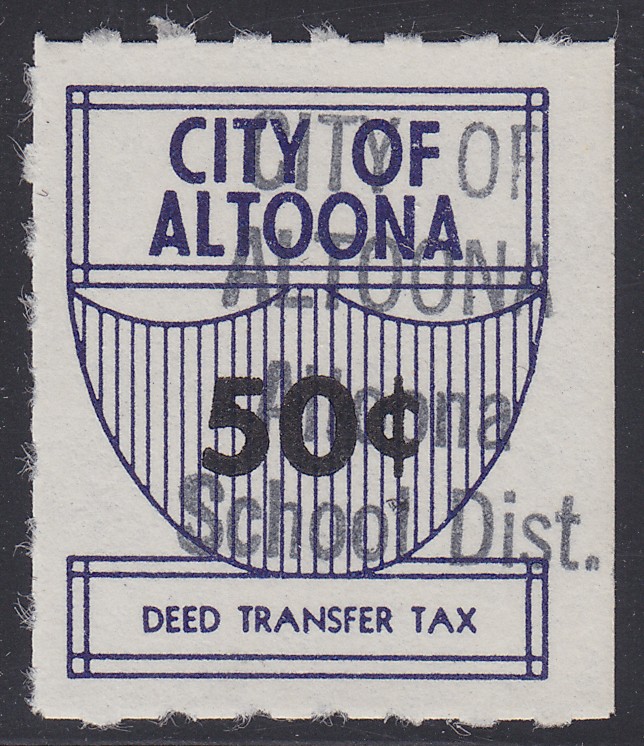 CITY OF
ALTOONA
CITY OF
ALTOONA
50¢
Altoona
School Dist.
DEED TRANSFER TAX